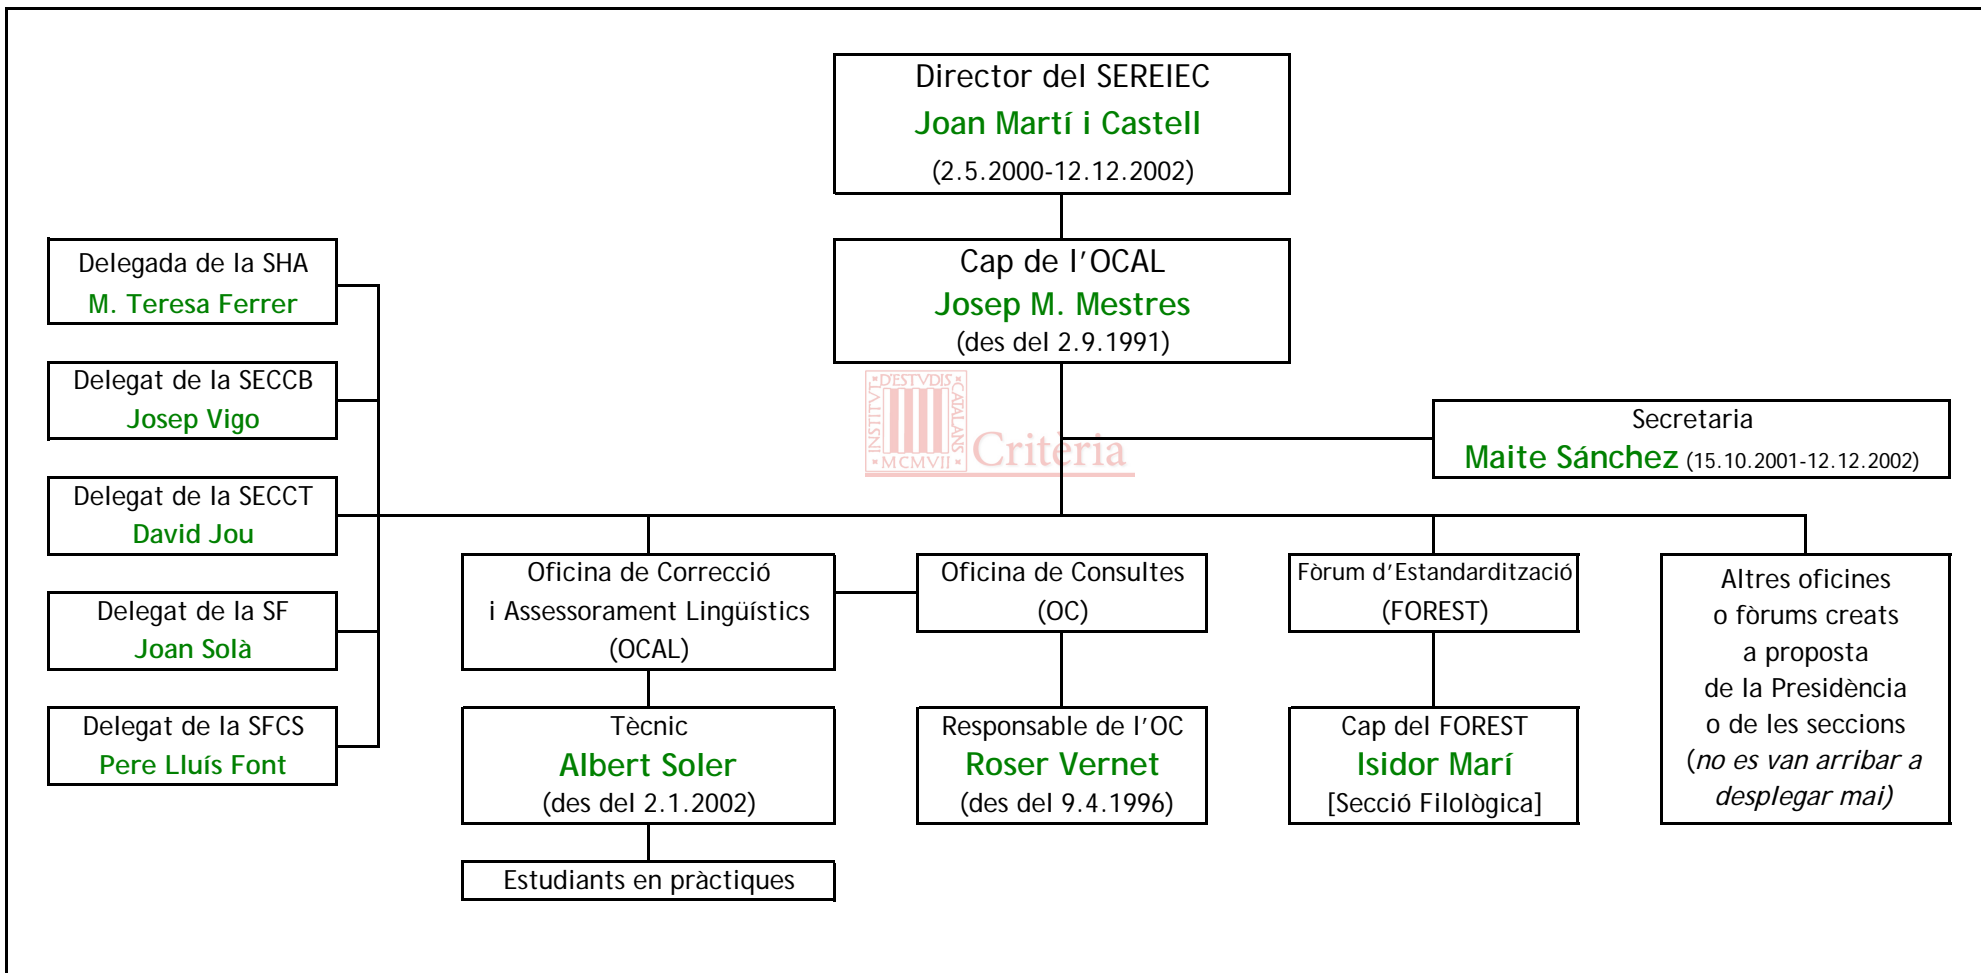 Director del SEREIEC
Joan Martí i Castell
(2.5.2000-12.12.2002)
Cap de l’OCAL
Josep M. Mestres
(des del 2.9.1991)
Delegada de la SHA
M. Teresa Ferrer
Delegat de la SECCB
Josep Vigo
Delegat de la SECCT
David Jou
Delegat de la SF
Joan Solà
Delegat de la SFCS
Pere Lluís Font
INSTITVT
D'ESTVDIS
CATALANS
MCMVII
Critèria
Secretaria
Maite Sánchez (15.10.2001-12.12.2002)
Oficina de Correcció
i Assessorament Lingüístics
(OCAL)
Tècnic
Albert Soler
(des del 2.1.2002)
Estudiants en pràctiques
Oficina de Consultes
(OC)
Responsable de l’OC
Roser Vernet
(des del 9.4.1996)
Fòrum d’Estandardització
(FOREST)
Cap del FOREST
Isidor Marí
[Secció Filològica]
Altres oficines
o fòrums creats
a proposta
de la Presidència
o de les seccions
(no es van arribar a
desplegar mai)